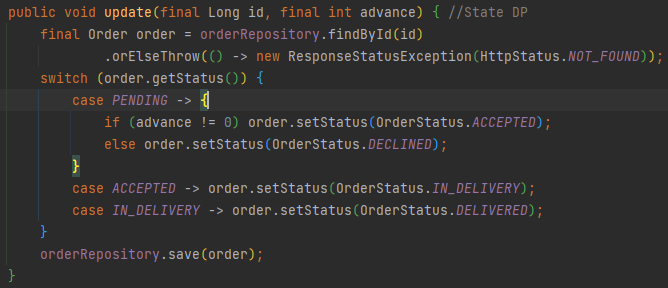 public void update(final Long id, final int advance) { //State DP
    final Order order = orderRepository.findById(id)
            .orElseThrow(() -> new ResponseStatusException(HttpStatus.NOT_FOUND));
    switch (order.getStatus()) {
        case PENDING -> {
            if (advance != 0) order.setStatus(OrderStatus.ACCEPTED);
            else order.setStatus(OrderStatus.DECLINED);
        }
        case ACCEPTED -> order.setStatus(OrderStatus.IN_DELIVERY);
        case IN_DELIVERY -> order.setStatus(OrderStatus.DELIVERED);
    }
    orderRepository.save(order);
}